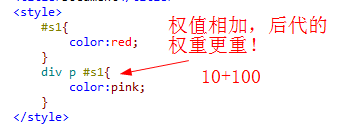 <style>
#s1{
color:red;
}
div p #s1{
color:pink;
}
</style>
权值相加，后代的
权重更重！
10+100